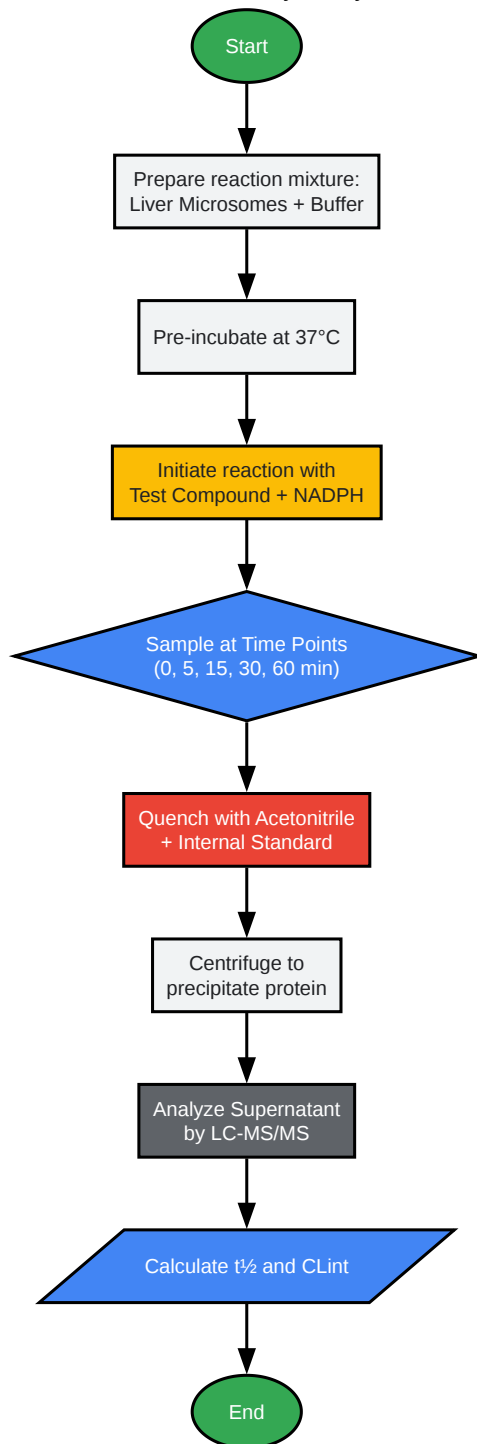 Start
Prepare reaction mixture:
Liver Microsomes + Buffer
Pre-incubate at 37°C
Initiate reaction with
Test Compound + NADPH
Sample at Time Points
(0, 5, 15, 30, 60 min)
Quench with Acetonitrile
+ Internal Standard
Centrifuge to
precipitate protein
Analyze Supernatant
by LC-MS/MS
Calculate t½ and CLint
End